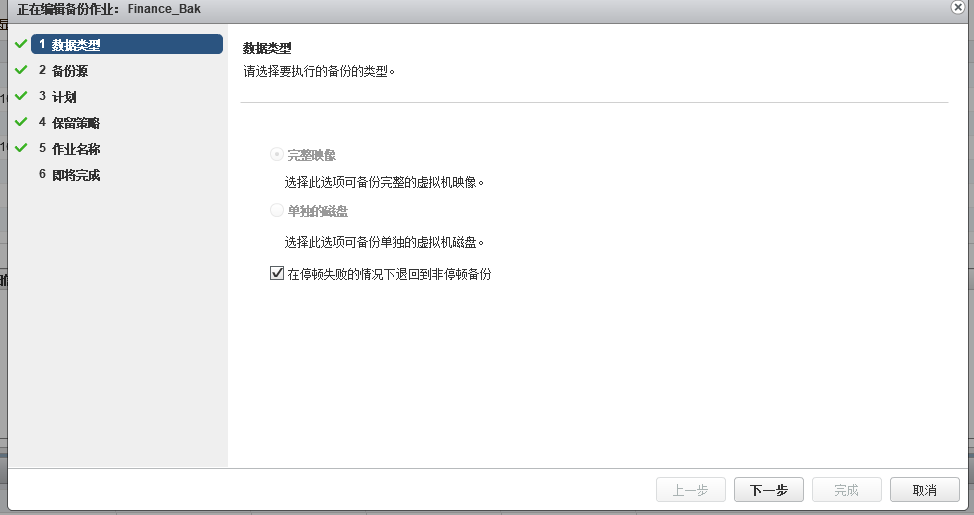 正在编辑备份作业： Finance_Bak
1 数据类型
2 备份源
3 计划
4 保留策略
5 作业名称
6 即将完成
数据类型
请选择要执行的备份的类型。
完整映像
选择此选项可备份完整的虚拟机映像。
单独的磁盘
选择此选项可备份单独的虚拟机磁盘。
在停顿失败的情况下退回到非停顿备份
上一步 下一步 完成 取消